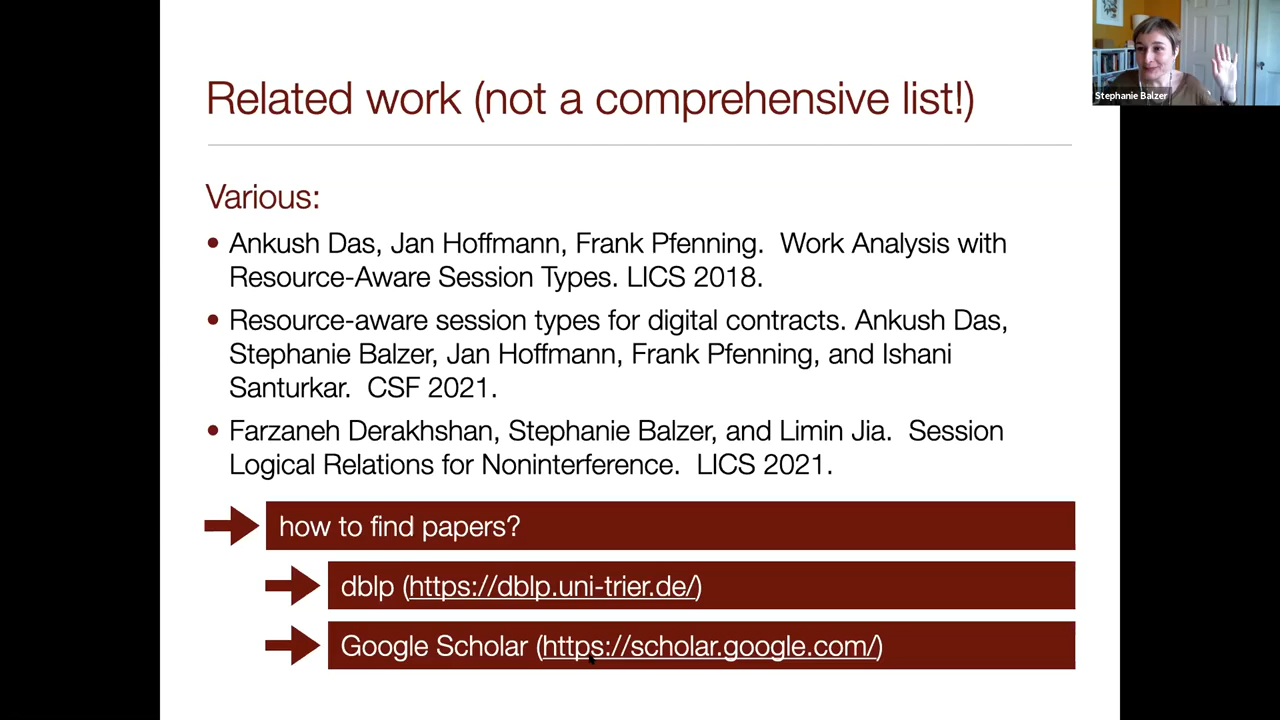 Related work (not a comprehensive list!)
Stephanie Balzer
Various:
• Ankush Das, Jan Hoffmann, Frank Pfenning.  Work Analysis with
Resource-Aware Session Types. LICS 2018.
• Resource-aware session types for digital contracts. Ankush Das,
Stephanie Balzer, Jan Hoffmann, Frank Pfenning, and Ishani
Santurkar.  CSF 2021.
• Farzaneh Derakhshan, Stephanie Balzer, and Limin Jia.  Session
Logical Relations for Noninterference.  LICS 2021.
how to find papers?
dblp (https://dblp.uni-trier.de/)
Google Scholar (https://scholar.google.com/)